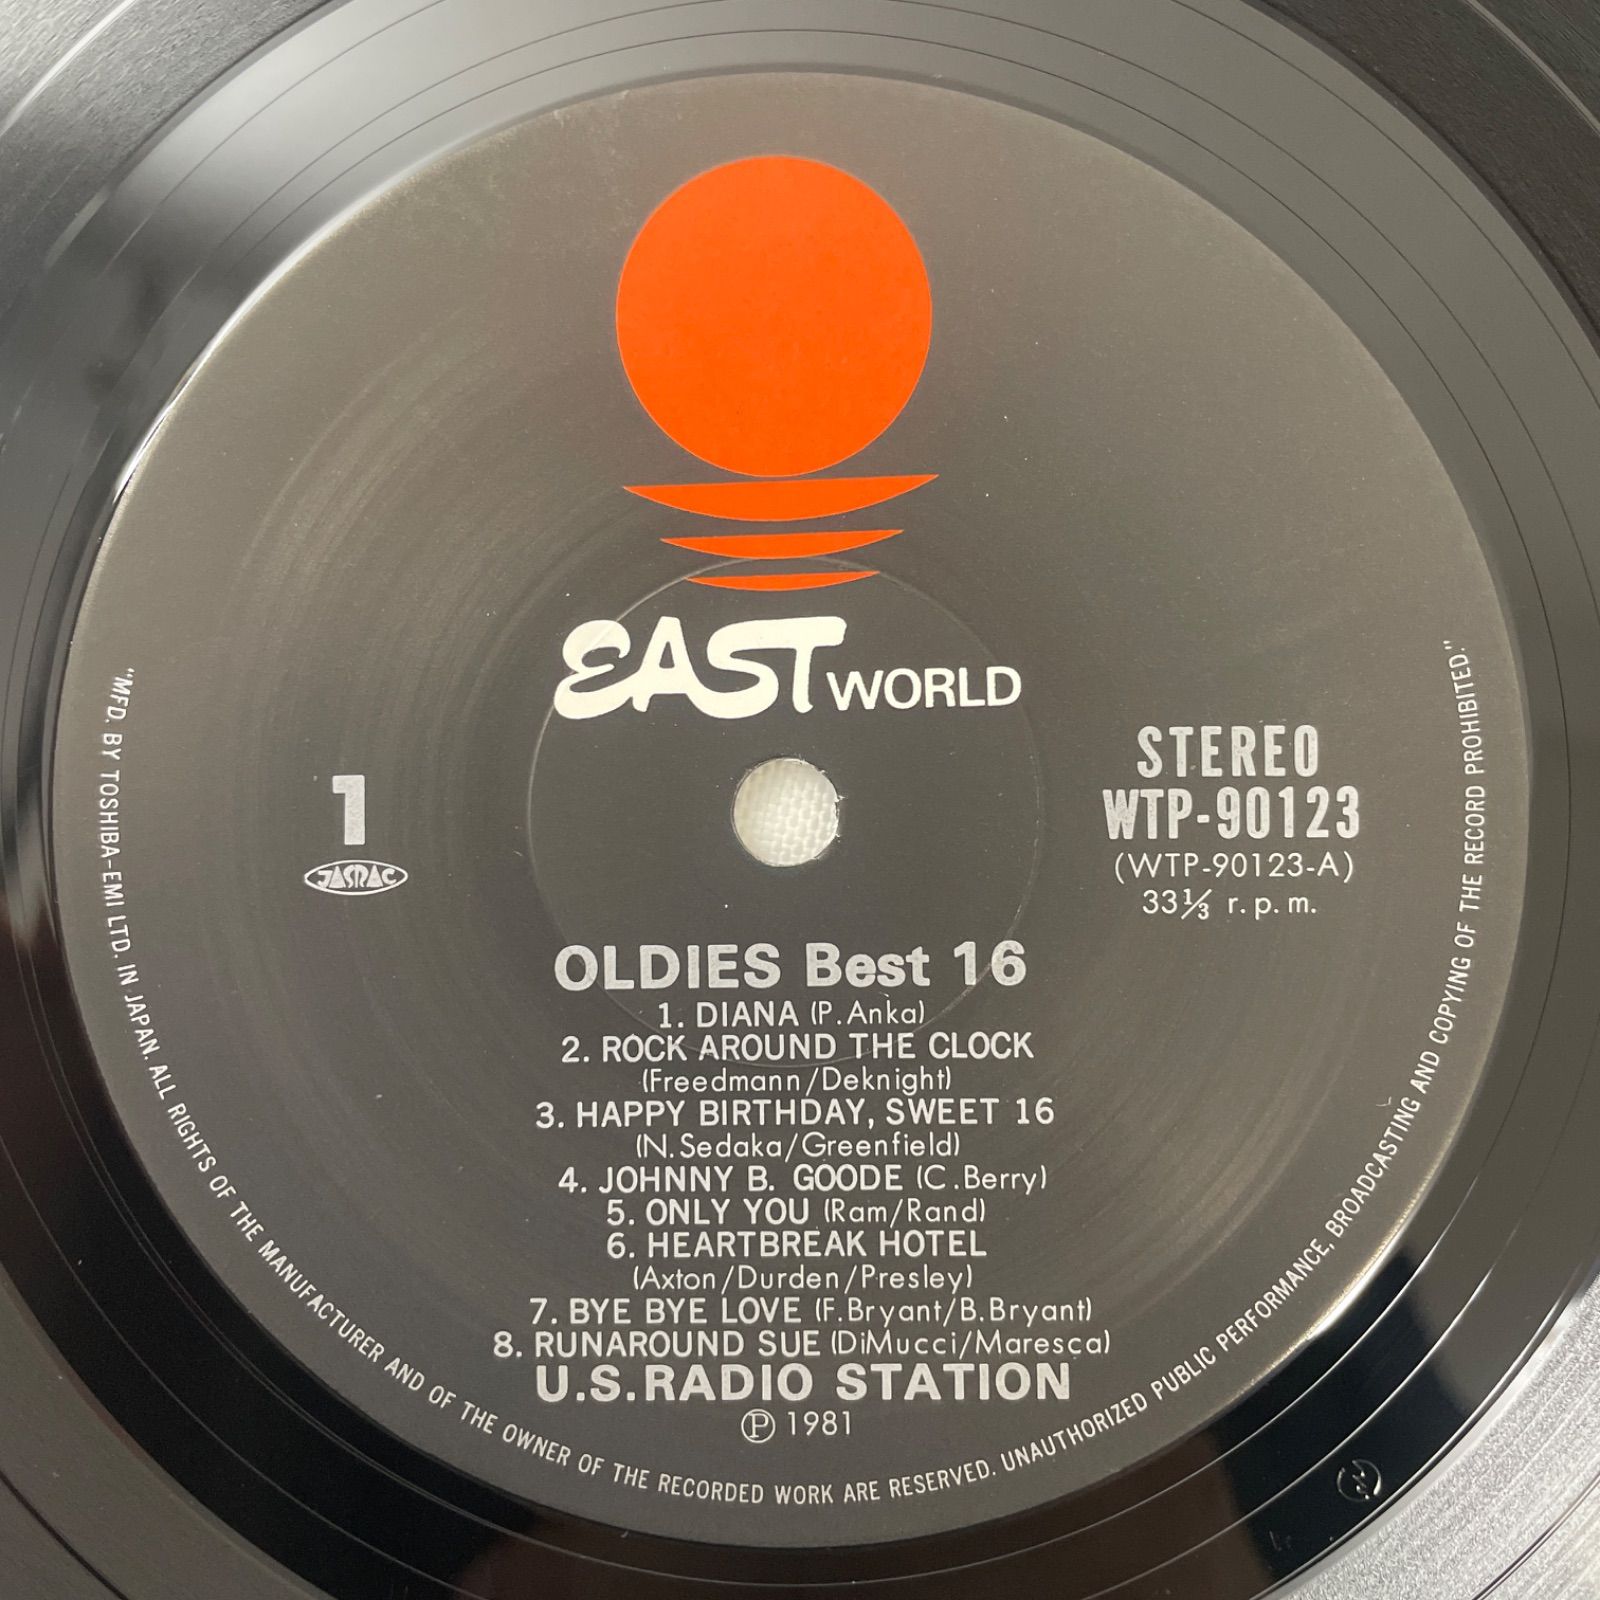 EAST WORLD
STEREO
WTP-90123
(WTP-90123-A)
33⅓ r.p.m.
1
JASRAC
OLDIES Best 16
1. DIANA (P.Anka)
2. ROCK AROUND THE CLOCK
(Freedmann/Deknight)
3. HAPPY BIRTHDAY, SWEET 16
(N.Sedaka/Greenfield)
4. JOHNNY B. GOODE (C.Berry)
5. ONLY YOU (Ram/Rand)
6. HEARTBREAK HOTEL
(Axton/Durden/Presley)
7. BYE BYE LOVE (F.Bryant/B.Bryant)
8. RUNAROUND SUE (DiMucci/Maresca)
U.S.RADIO STATION
Ⓟ 1981
"MFD. BY TOSHIBA-EMI LTD. IN JAPAN. ALL RIGHTS OF THE MANUFACTURER AND OF THE OWNER OF THE RECORDED WORK ARE RESERVED. UNAUTHORIZED PUBLIC PERFORMANCE, BROADCASTING AND COPYING OF THE RECORD PROHIBITED."